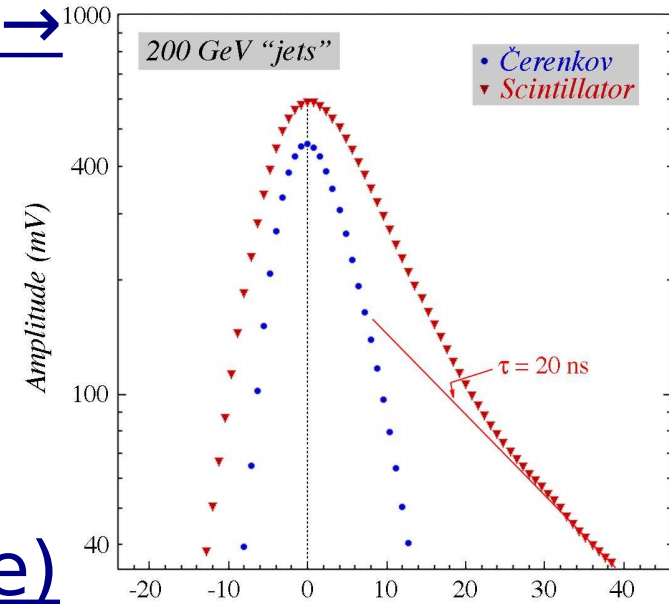 →
1000
200 GeV “jets”
Čerenkov
Scintillator
400
Amplitude (mV)
τ = 20 ns
100
40
e)
-20 -10 0 10 20 30 40